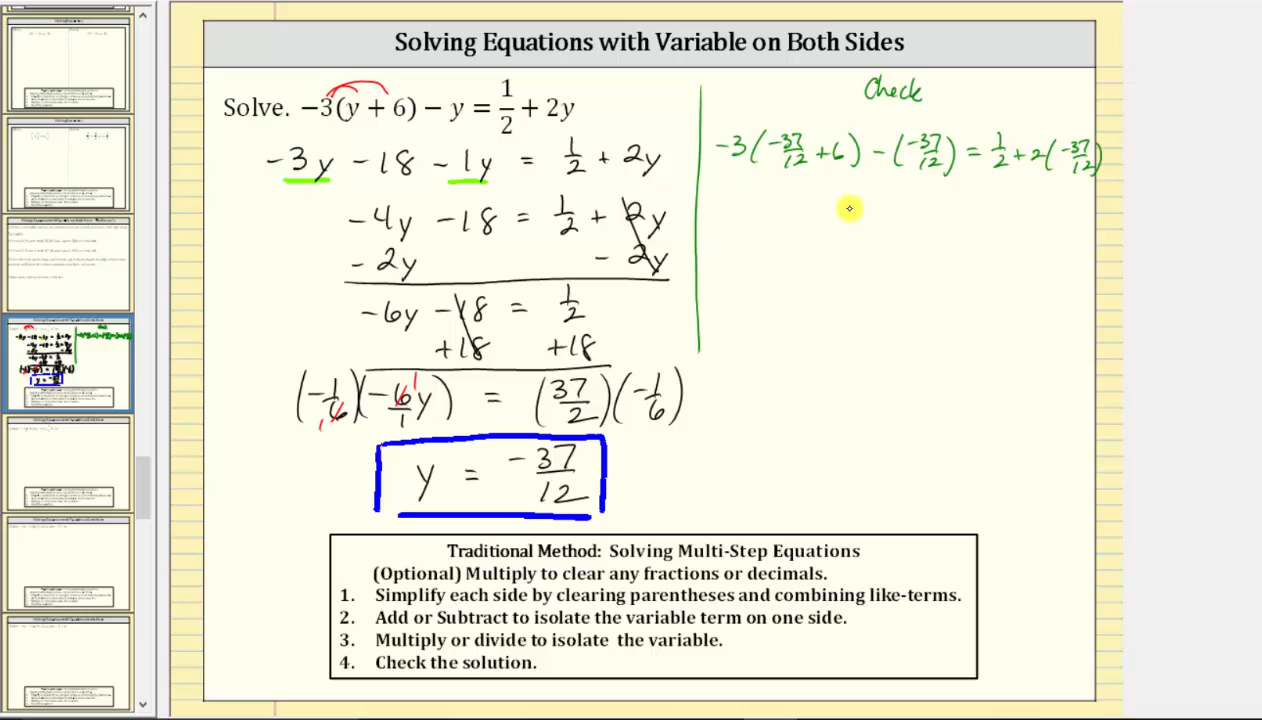 Solving Equations with Variable on Both Sides
Solve. −3(y + 6) − y = 1/2 + 2y
-3y - 18 - 1y = 1/2 + 2y
-4y - 18 = 1/2 + 2y
- 2y - 2y
-6y - 18 = 1/2
+18 +18
(-1/6)(-6/1 y) = (37/2)(-1/6)
1 1
y = -37/12
Check
-3(-37/12 + 6) - (-37/12) = 1/2 + 2(-37/12)
Traditional Method: Solving Multi-Step Equations
(Optional) Multiply to clear any fractions or decimals.
1. Simplify each side by clearing parentheses and combining like-terms.
2. Add or Subtract to isolate the variable term on one side.
3. Multiply or divide to isolate the variable.
4. Check the solution.